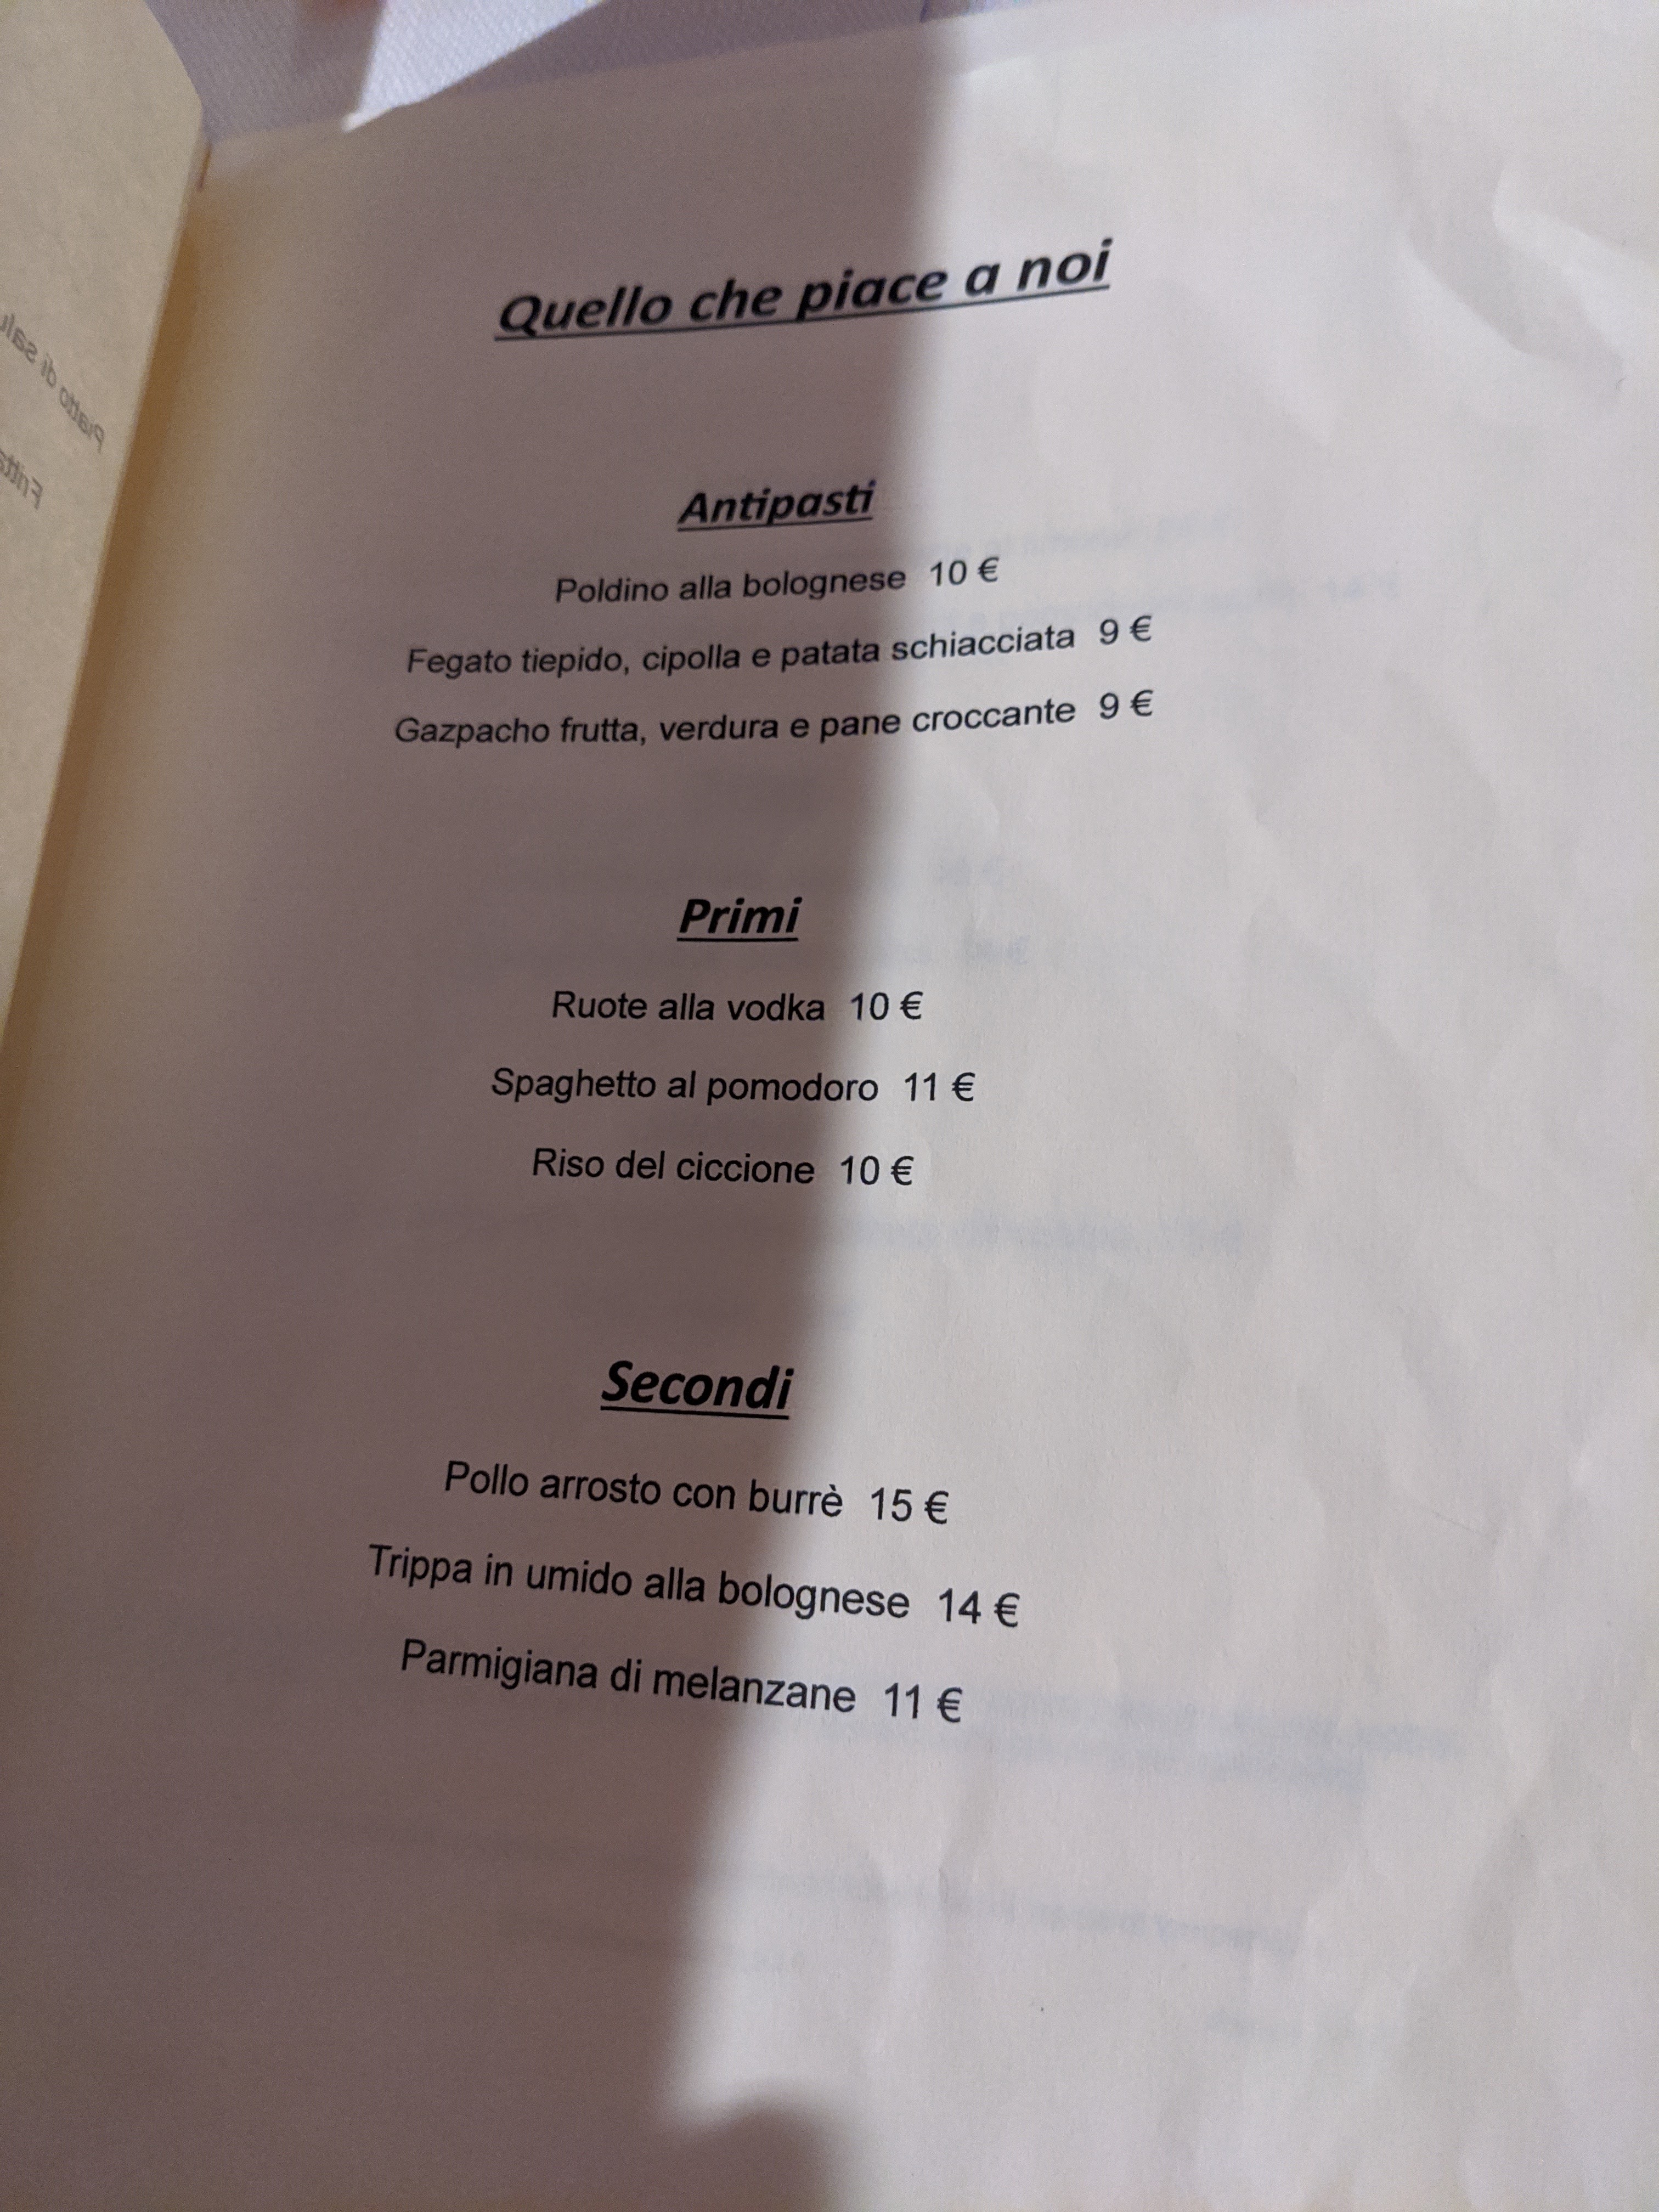 Quello che piace a noi
Antipasti
Poldino alla bolognese 10 €
Fegato tiepido, cipolla e patata schiacciata 9 €
Gazpacho frutta, verdura e pane croccante 9 €
Primi
Ruote alla vodka 10 €
Spaghetto al pomodoro 11 €
Riso del ciccione 10 €
Secondi
Pollo arrosto con burrè 15 €
Trippa in umido alla bolognese 14 €
Parmigiana di melanzane 11 €
Piatto di